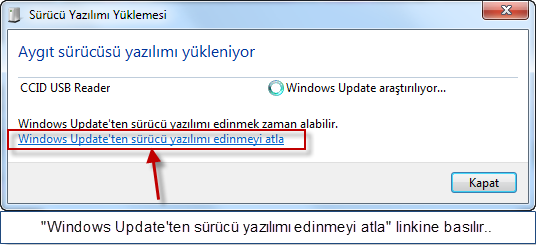 Sürücü Yazılımı Yüklemesi
Aygıt sürücüsü yazılımı yükleniyor
CCID USB Reader Windows Update araştırılıyor...
Windows Update'ten sürücü yazılımı edinmek zaman alabilir.
Windows Update'ten sürücü yazılımı edinmeyi atla
Kapat
"Windows Update'ten sürücü yazılımı edinmeyi atla" linkine basılır..